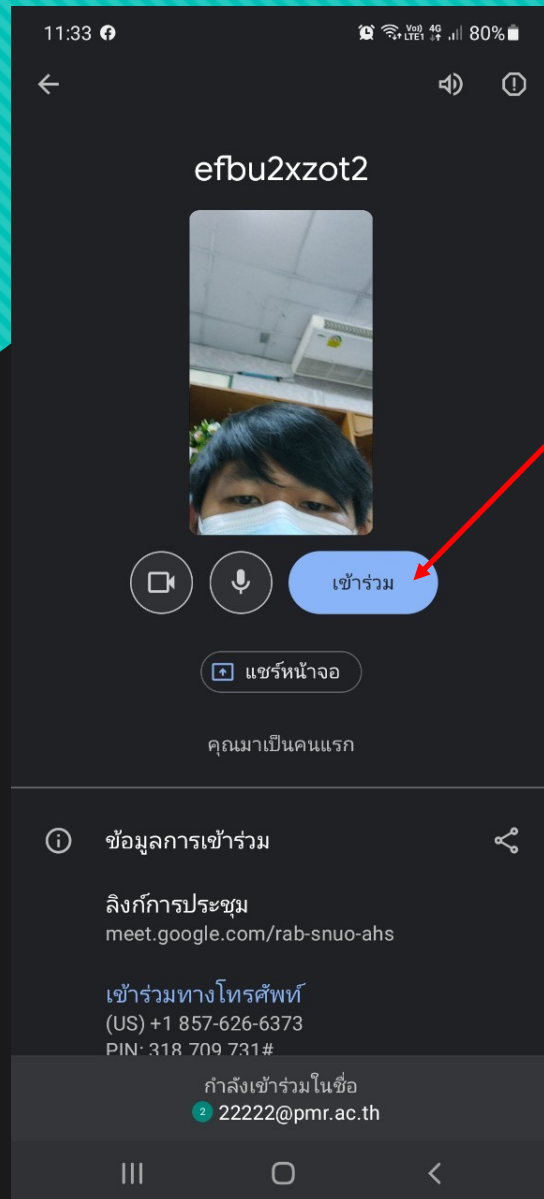 11:33
Vo) 4G
LTE1 80%
efbu2xzot2
เข้าร่วม
แชร์หน้าจอ
คุณมาเป็นคนแรก
ข้อมูลการเข้าร่วม
ลิงก์การประชุม
meet.google.com/rab-snuo-ahs
เข้าร่วมทางโทรศัพท์
(US) +1 857-626-6373
PIN: 318 709 731#
กำลังเข้าร่วมในชื่อ
2 22222@pmr.ac.th